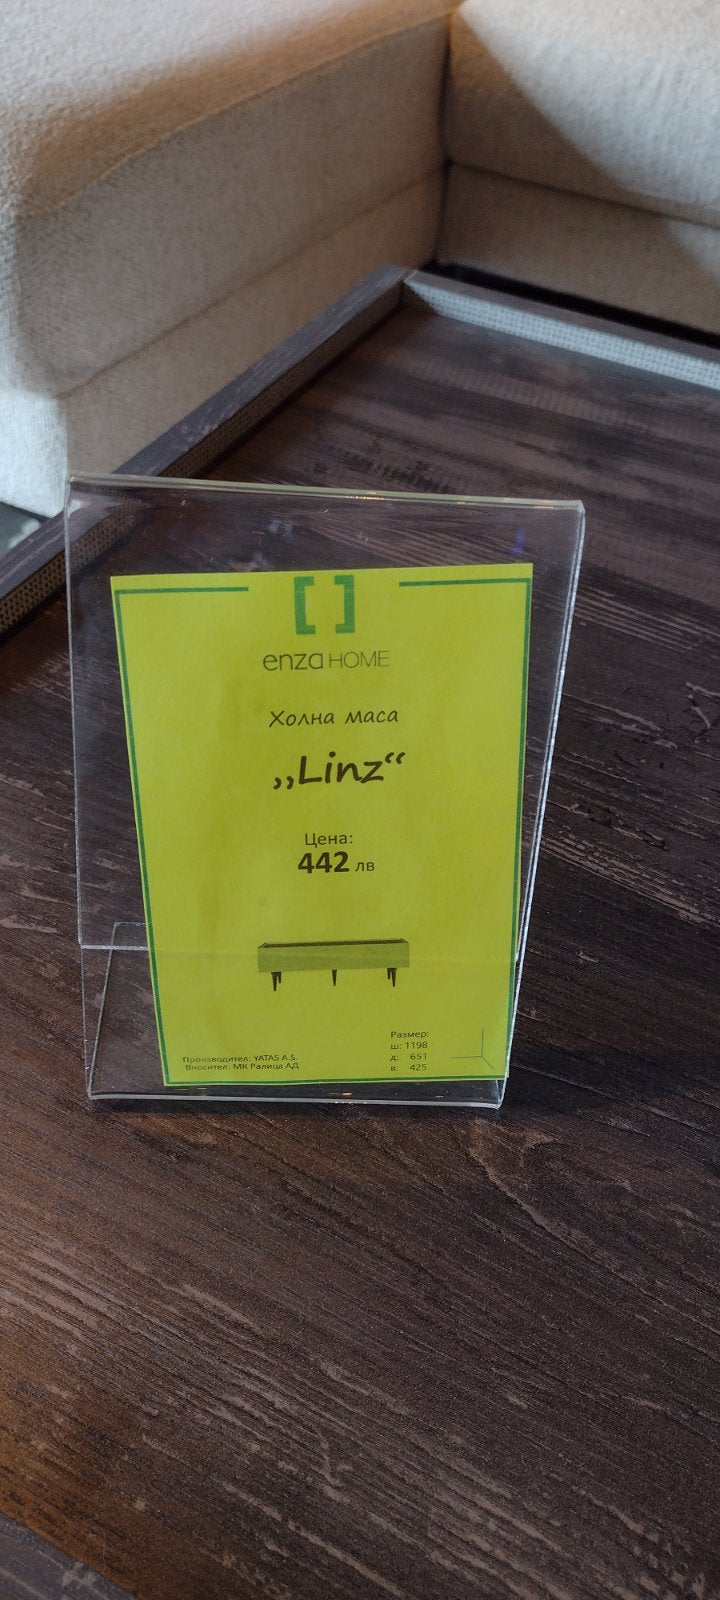 [ ]
enza HOME
Холна маса
„Linz“
Цена:
442 лв
Размер:
ш: 1198
д: 651
в: 425
Производител: YATAS A.S.
Вносител: МК Ралица АД